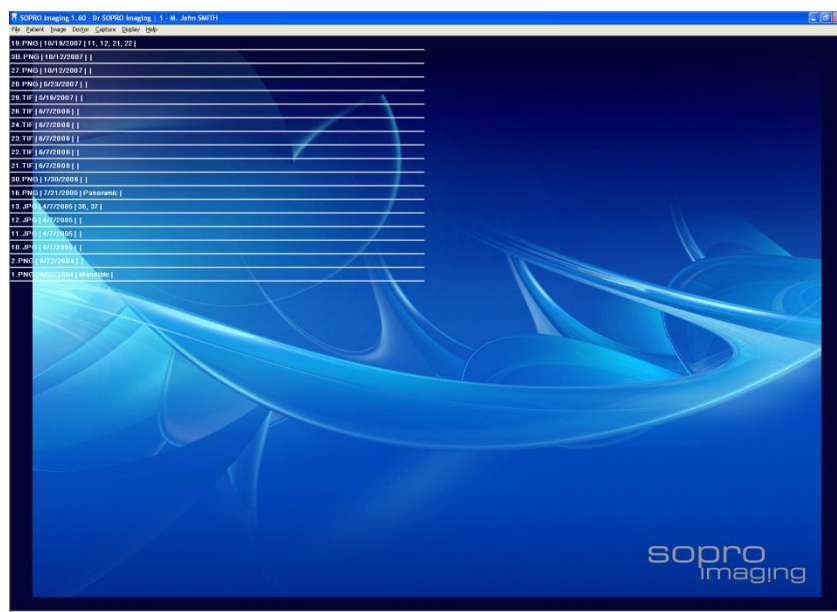 SOPRO Imaging 1.60 - Dr SOPRO Imaging | 1 - M. John SMITH
File Patient Image Doctor Capture Display Help
19.PNG | 10/19/2007 | 11, 12, 21, 22 |
3B.PNG | 10/12/2007 | |
27.PNG | 10/12/2007 | |
28.PNG | 5/23/2007 | |
29.TIF | 5/16/2007 | |
26.TIF | 6/7/2006 | |
24.TIF | 6/7/2006 | |
23.TIF | 6/7/2006 | |
22.TIF | 6/7/2006 | |
21.TIF | 6/7/2006 | |
30.PNG | 1/30/2006 | |
16.PNG | 7/21/2005 | Panoramic |
13.JPG | 4/7/2005 | 36, 37 |
12.JPG | 4/7/2005 | |
11.JPG | 4/7/2005 | |
10.JPG | 4/7/2005 | |
2.PNG | 9/22/2004 | |
1.PNG | 9/22/2004 | Mandible |
sopro
imaging